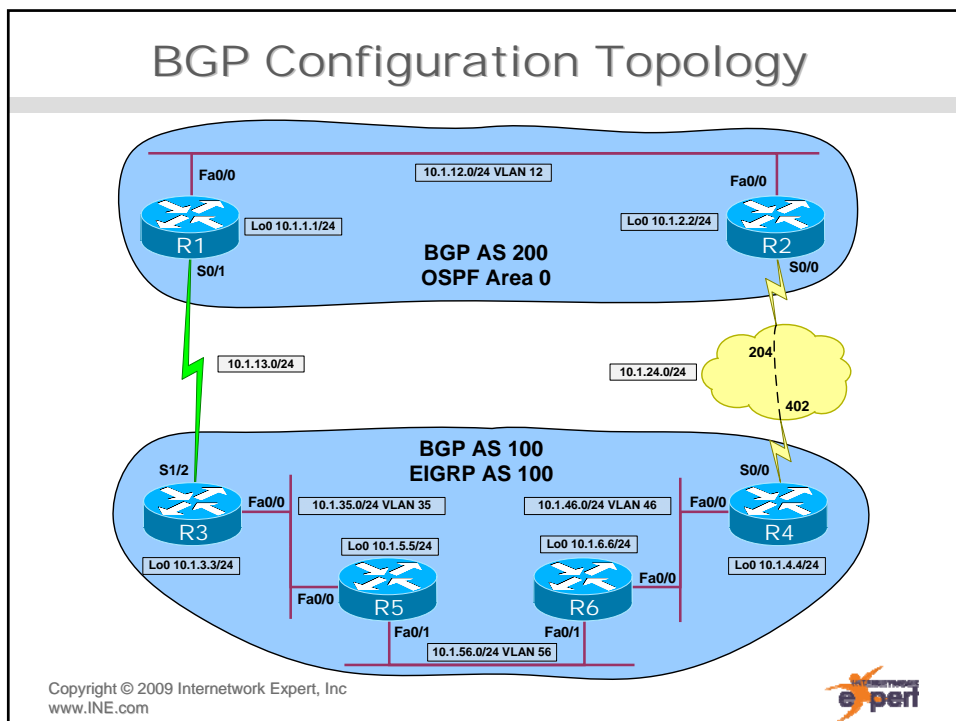 BGP Configuration Topology
10.1.12.0/24 VLAN 12
Fa0/0
Fa0/0
Lo0 10.1.1.1/24
Lo0 10.1.2.2/24
R1
R2
BGP AS 200
OSPF Area 0
S0/1
S0/0
10.1.13.0/24
10.1.24.0/24
204
402
BGP AS 100
EIGRP AS 100
S1/2
S0/0
Fa0/0
10.1.35.0/24 VLAN 35
10.1.46.0/24 VLAN 46
Fa0/0
R3
R4
Lo0 10.1.5.5/24
Lo0 10.1.6.6/24
Lo0 10.1.3.3/24
Lo0 10.1.4.4/24
Fa0/0
R5
R6
Fa0/0
Fa0/1
Fa0/1
10.1.56.0/24 VLAN 56
Copyright © 2009 Internetwork Expert, Inc
www.INE.com
INTERNETWORK
expert